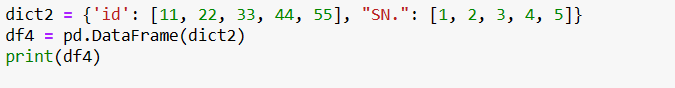 dict2 = {'id': [11, 22, 33, 44, 55], "SN.": [1, 2, 3, 4, 5]}
df4 = pd.DataFrame(dict2)
print(df4)